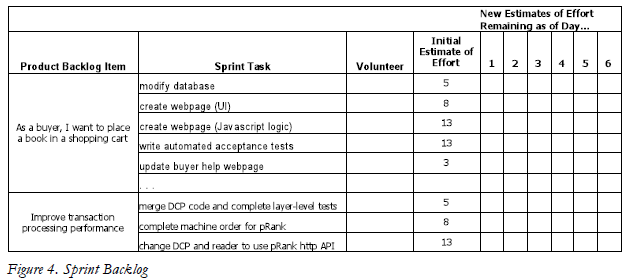 New Estimates of Effort
Remaining as of Day...
Product Backlog Item Sprint Task Volunteer Initial Estimate of Effort 1 2 3 4 5 6
As a buyer, I want to place
a book in a shopping cart
modify database 5
create webpage (UI) 8
create webpage (Javascript logic) 13
write automated acceptance tests 13
update buyer help webpage 3
. . .
Improve transaction
processing performance
merge DCP code and complete layer-level tests 5
complete machine order for pRank 8
change DCP and reader to use pRank http API 13
Figure 4. Sprint Backlog